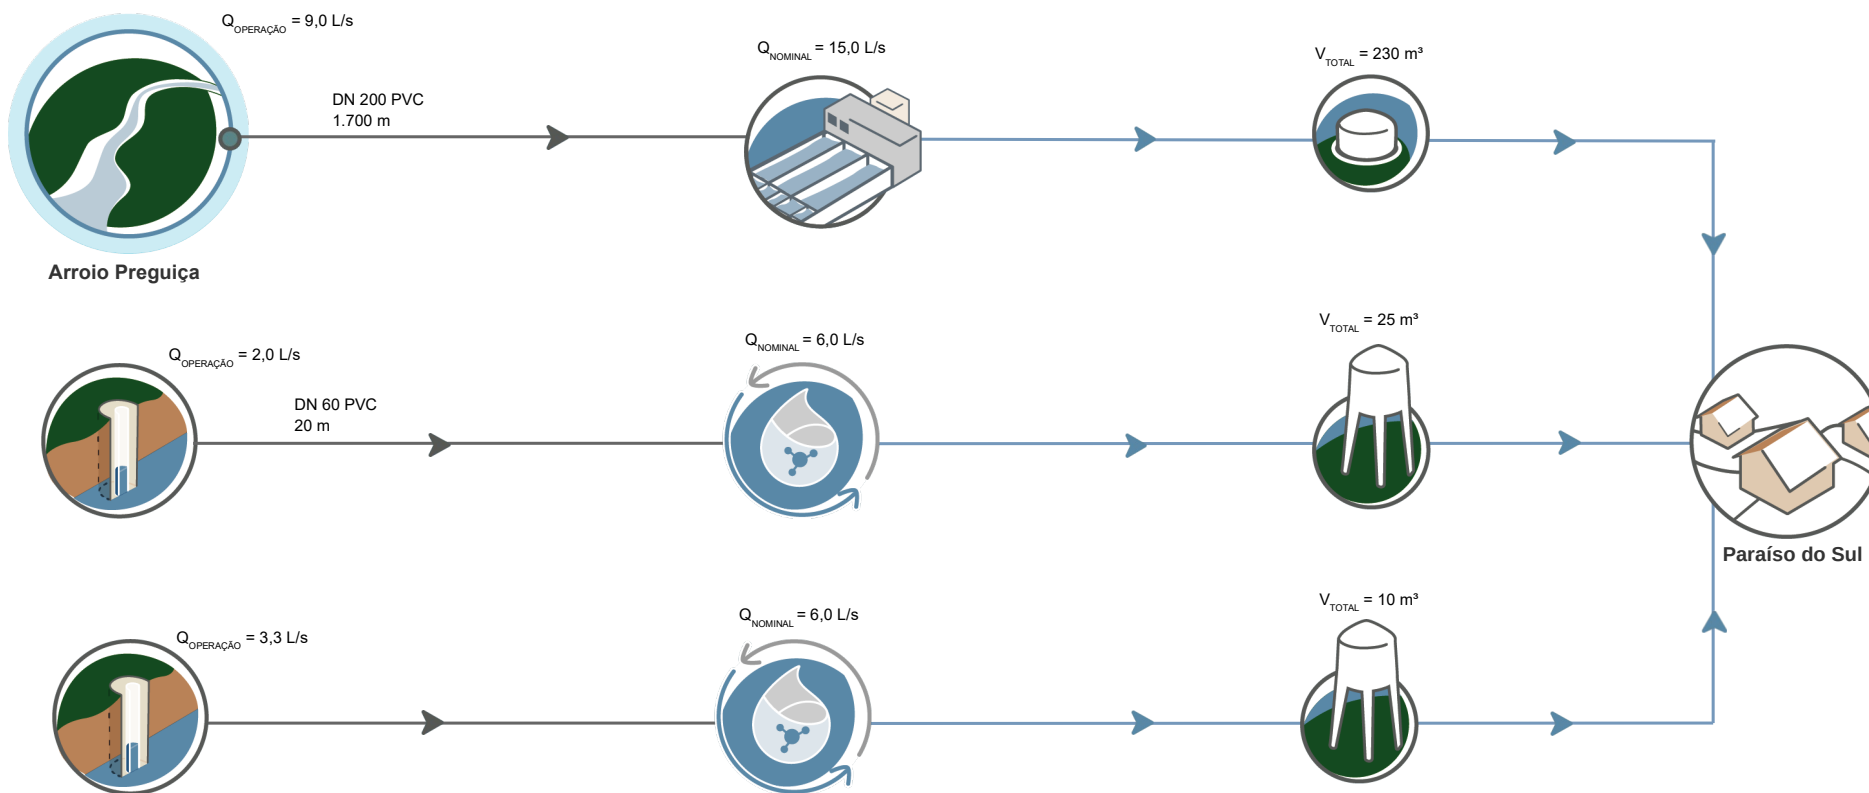 Q OPERAÇÃO = 9,0 L/s
Q NOMINAL = 15,0 L/s
V TOTAL = 230 m³
DN 200 PVC
1.700 m
Arroio Preguiça
Q OPERAÇÃO = 2,0 L/s
Q NOMINAL = 6,0 L/s
V TOTAL = 25 m³
DN 60 PVC
20 m
Paraíso do Sul
Q OPERAÇÃO = 3,3 L/s
Q NOMINAL = 6,0 L/s
V TOTAL = 10 m³